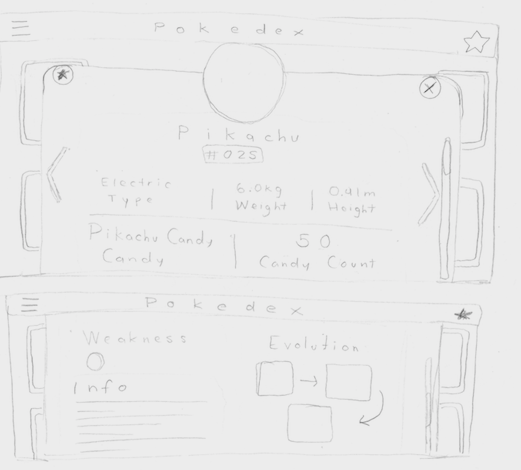 Pokedex
Pikachu
#025
Electric
Type
6.0kg
Weight
0.41m
Height
Pikachu Candy
Candy
50
Candy Count
Pokedex
Weakness
Evolution
Info